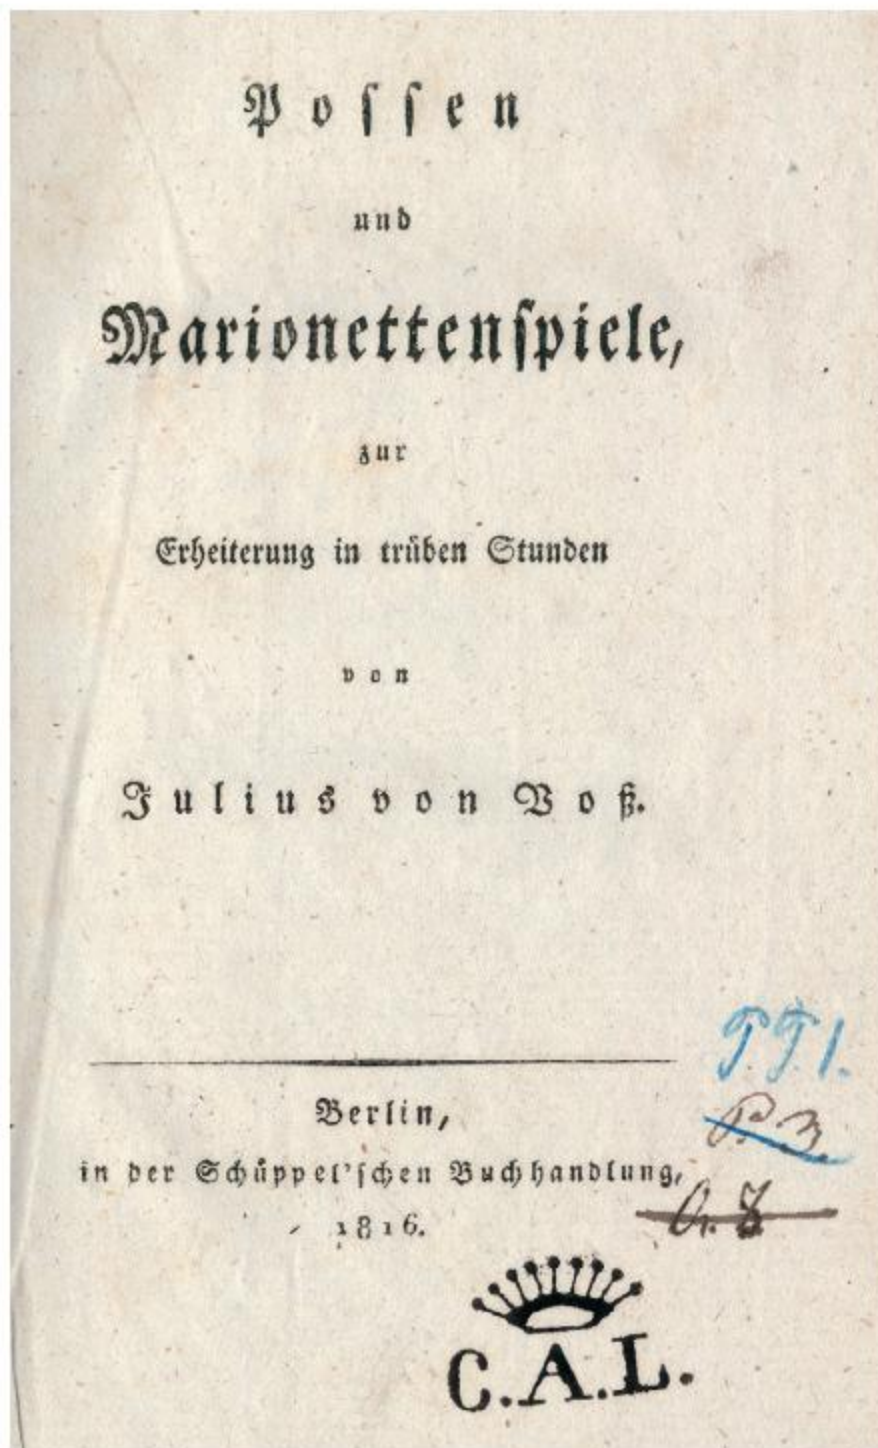 Possen
und
Marionettenspiele,
zur
Erheiterung in trüben Stunden
von
Julius von Voß.
Berlin,
in der Schüppel'schen Buchhandlung,
1816.
C.A.L.